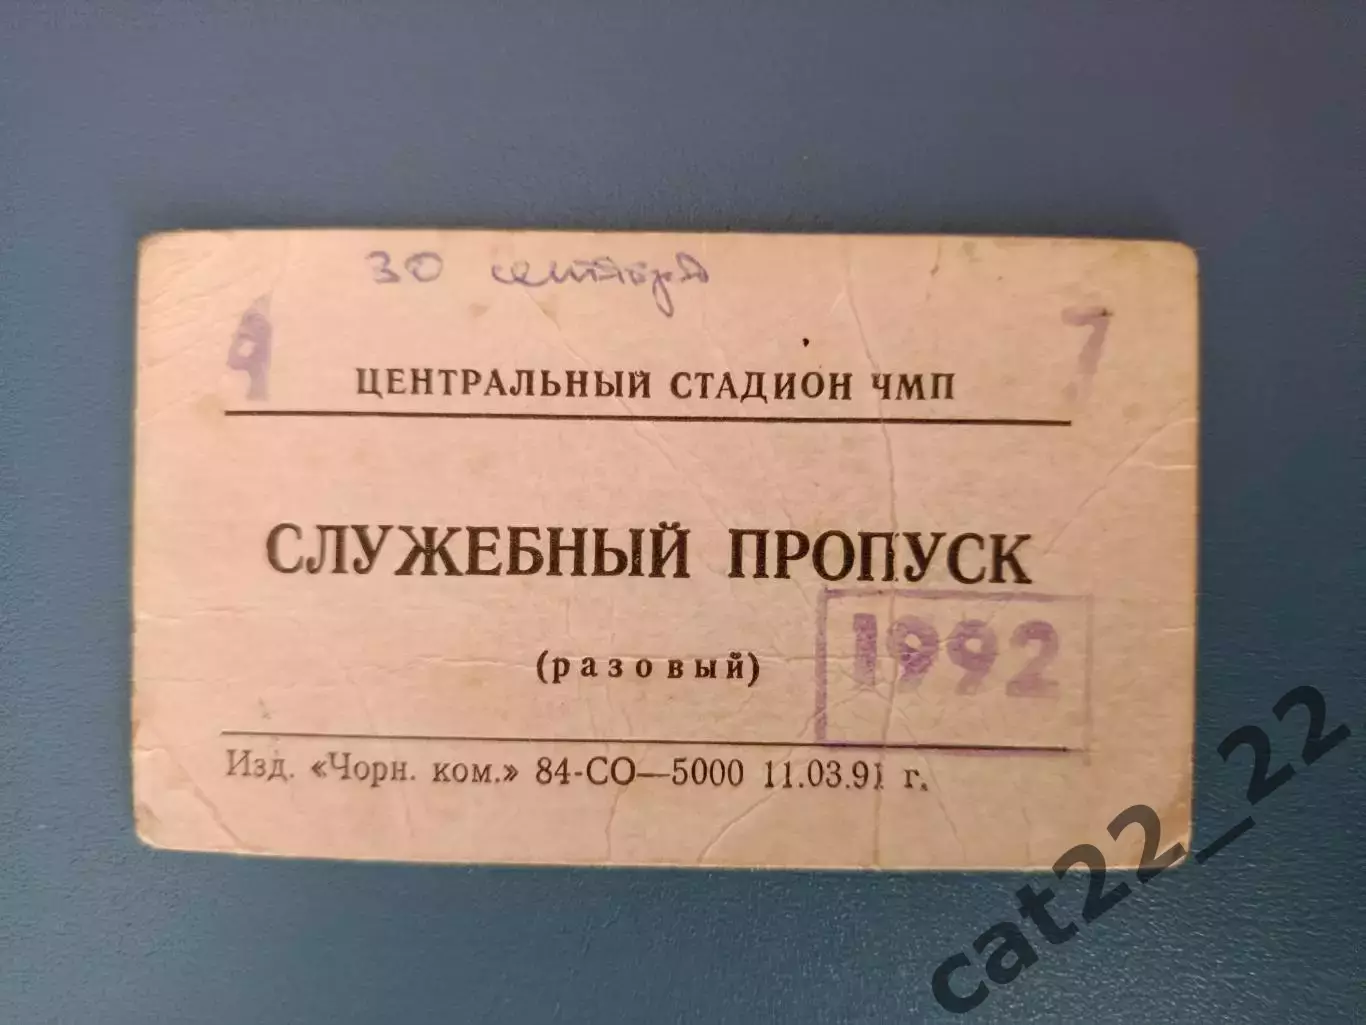 30 сентября
9 7
ЦЕНТРАЛЬНЫЙ СТАДИОН ЧМП
СЛУЖЕБНЫЙ ПРОПУСК
(разовый)
1992
Изд. «Чорн. ком.» 84-СО—5000 11.03.91 г.
cat22_22